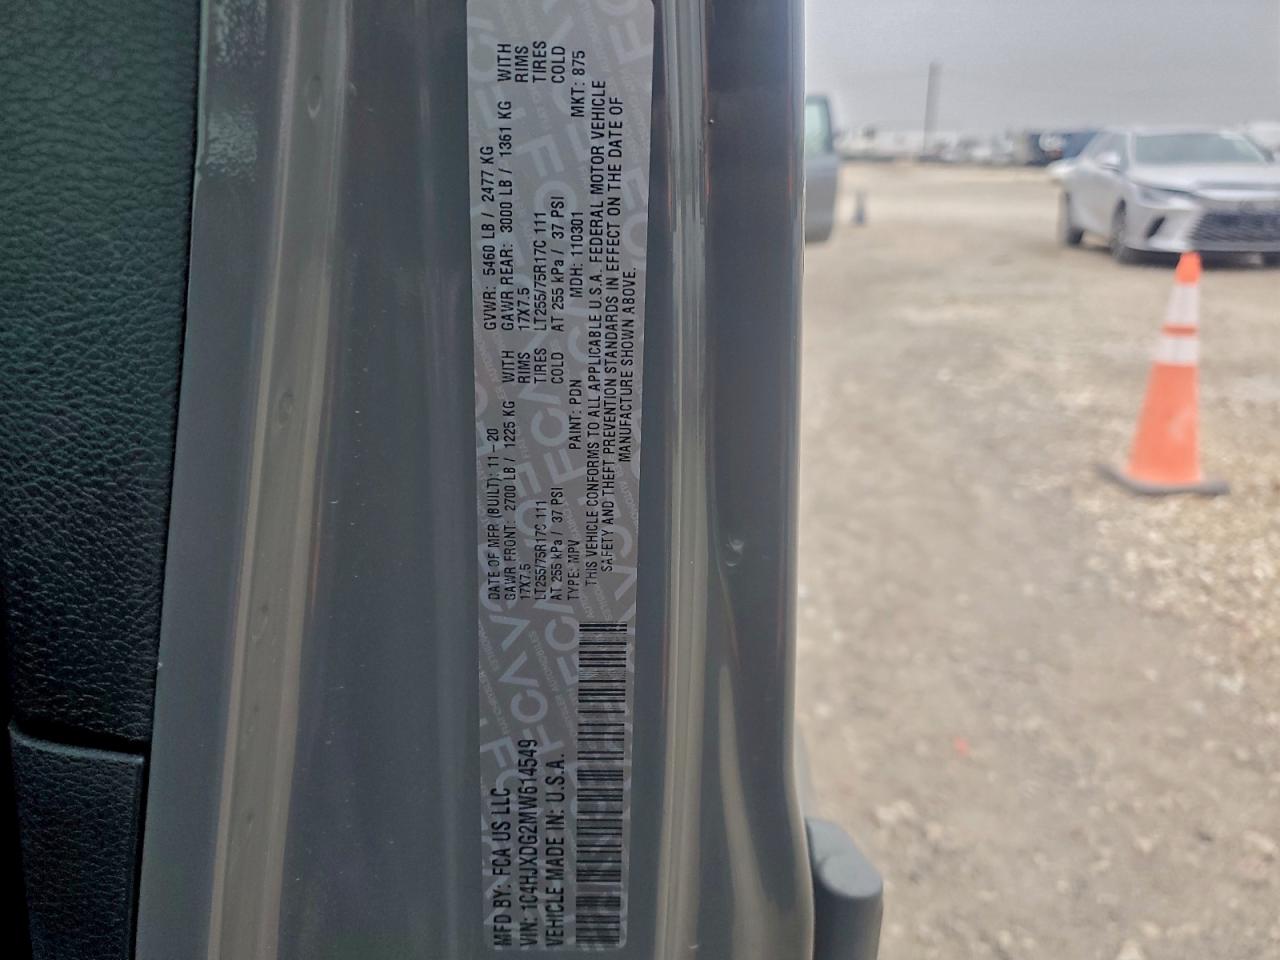 MFD BY: FCA US LLC
VIN: 1C4HJXDG2MW614549
VEHICLE MADE IN: U.S.A.
DATE OF MFR (BUILT): 11-20 GVWR: 5460 LB / 2477 KG
GAWR FRONT: 2700 LB / 1225 KG WITH GAWR REAR: 3000 LB / 1361 KG WITH
17X7.5 RIMS 17X7.5 RIMS
LT255/75R17C 111 TIRES LT255/75R17C 111 TIRES
AT 255 kPa / 37 PSI COLD AT 255 kPa / 37 PSI COLD
TYPE: MPV PAINT: PDN MDH: 110301 MKT: 875
THIS VEHICLE CONFORMS TO ALL APPLICABLE U.S.A. FEDERAL MOTOR VEHICLE
SAFETY AND THEFT PREVENTION STANDARDS IN EFFECT ON THE DATE OF
MANUFACTURE SHOWN ABOVE.